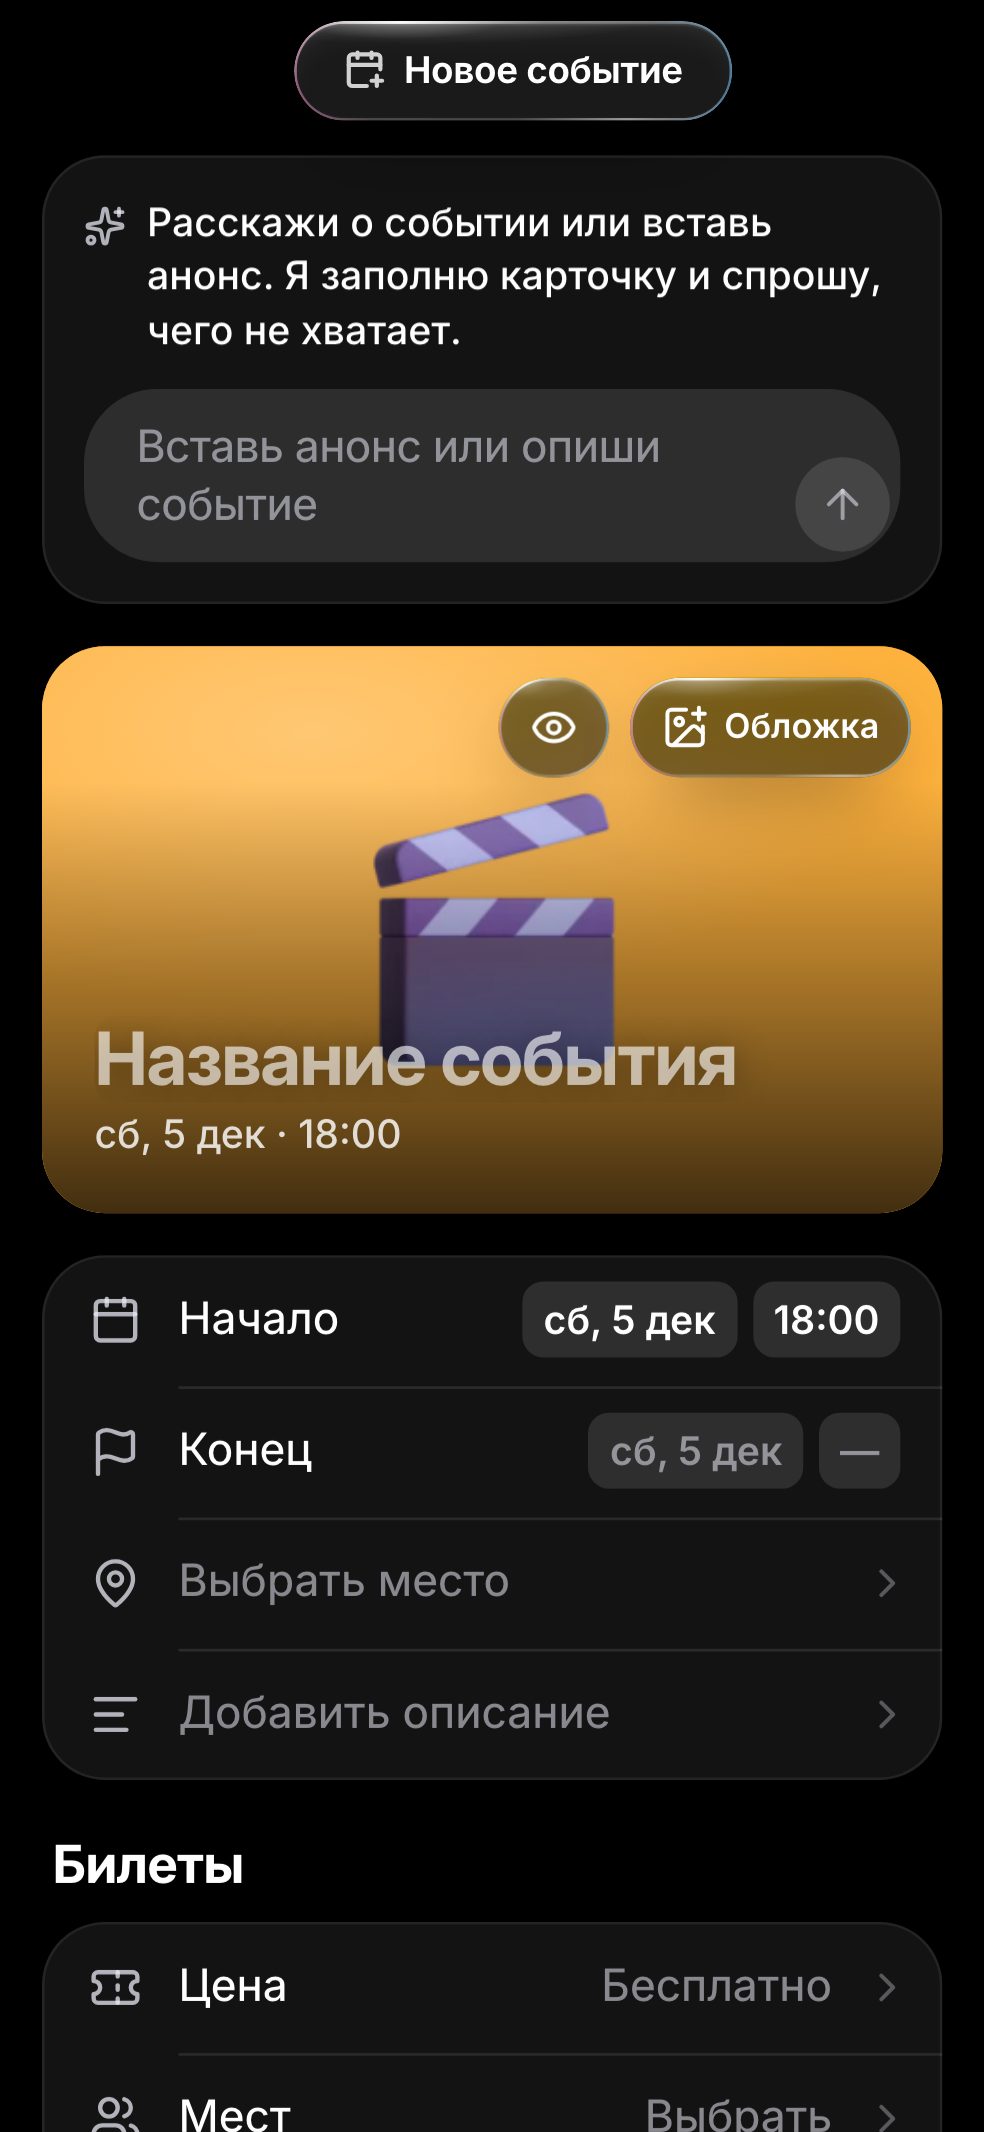 Новое событие
Расскажи о событии или вставь
анонс. Я заполню карточку и спрошу,
чего не хватает.
Вставь анонс или опиши
событие
Обложка
Название события
сб, 5 дек · 18:00
Начало сб, 5 дек 18:00
Конец сб, 5 дек —
Выбрать место
Добавить описание
Билеты
Цена Бесплатно
Мест Выбрать